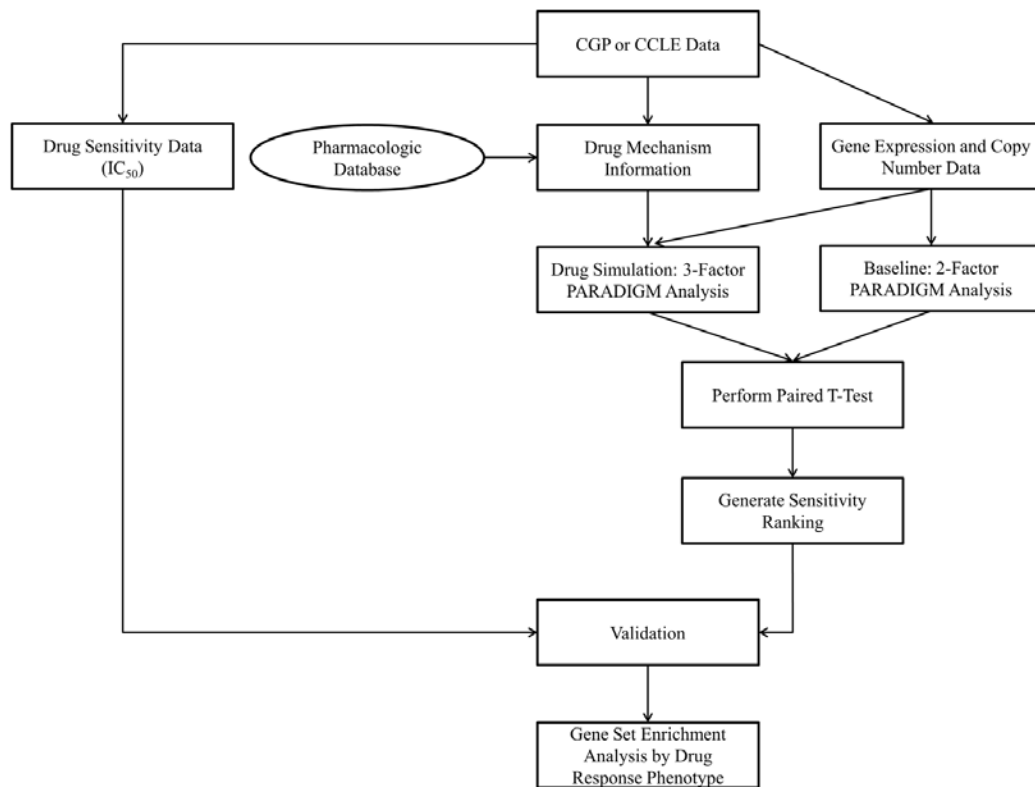 CGP or CCLE Data
Drug Sensitivity Data
(IC₅₀)
Pharmacologic
Database
Drug Mechanism
Information
Gene Expression and Copy
Number Data
Drug Simulation: 3-Factor
PARADIGM Analysis
Baseline: 2-Factor
PARADIGM Analysis
Perform Paired T-Test
Generate Sensitivity
Ranking
Validation
Gene Set Enrichment
Analysis by Drug
Response Phenotype